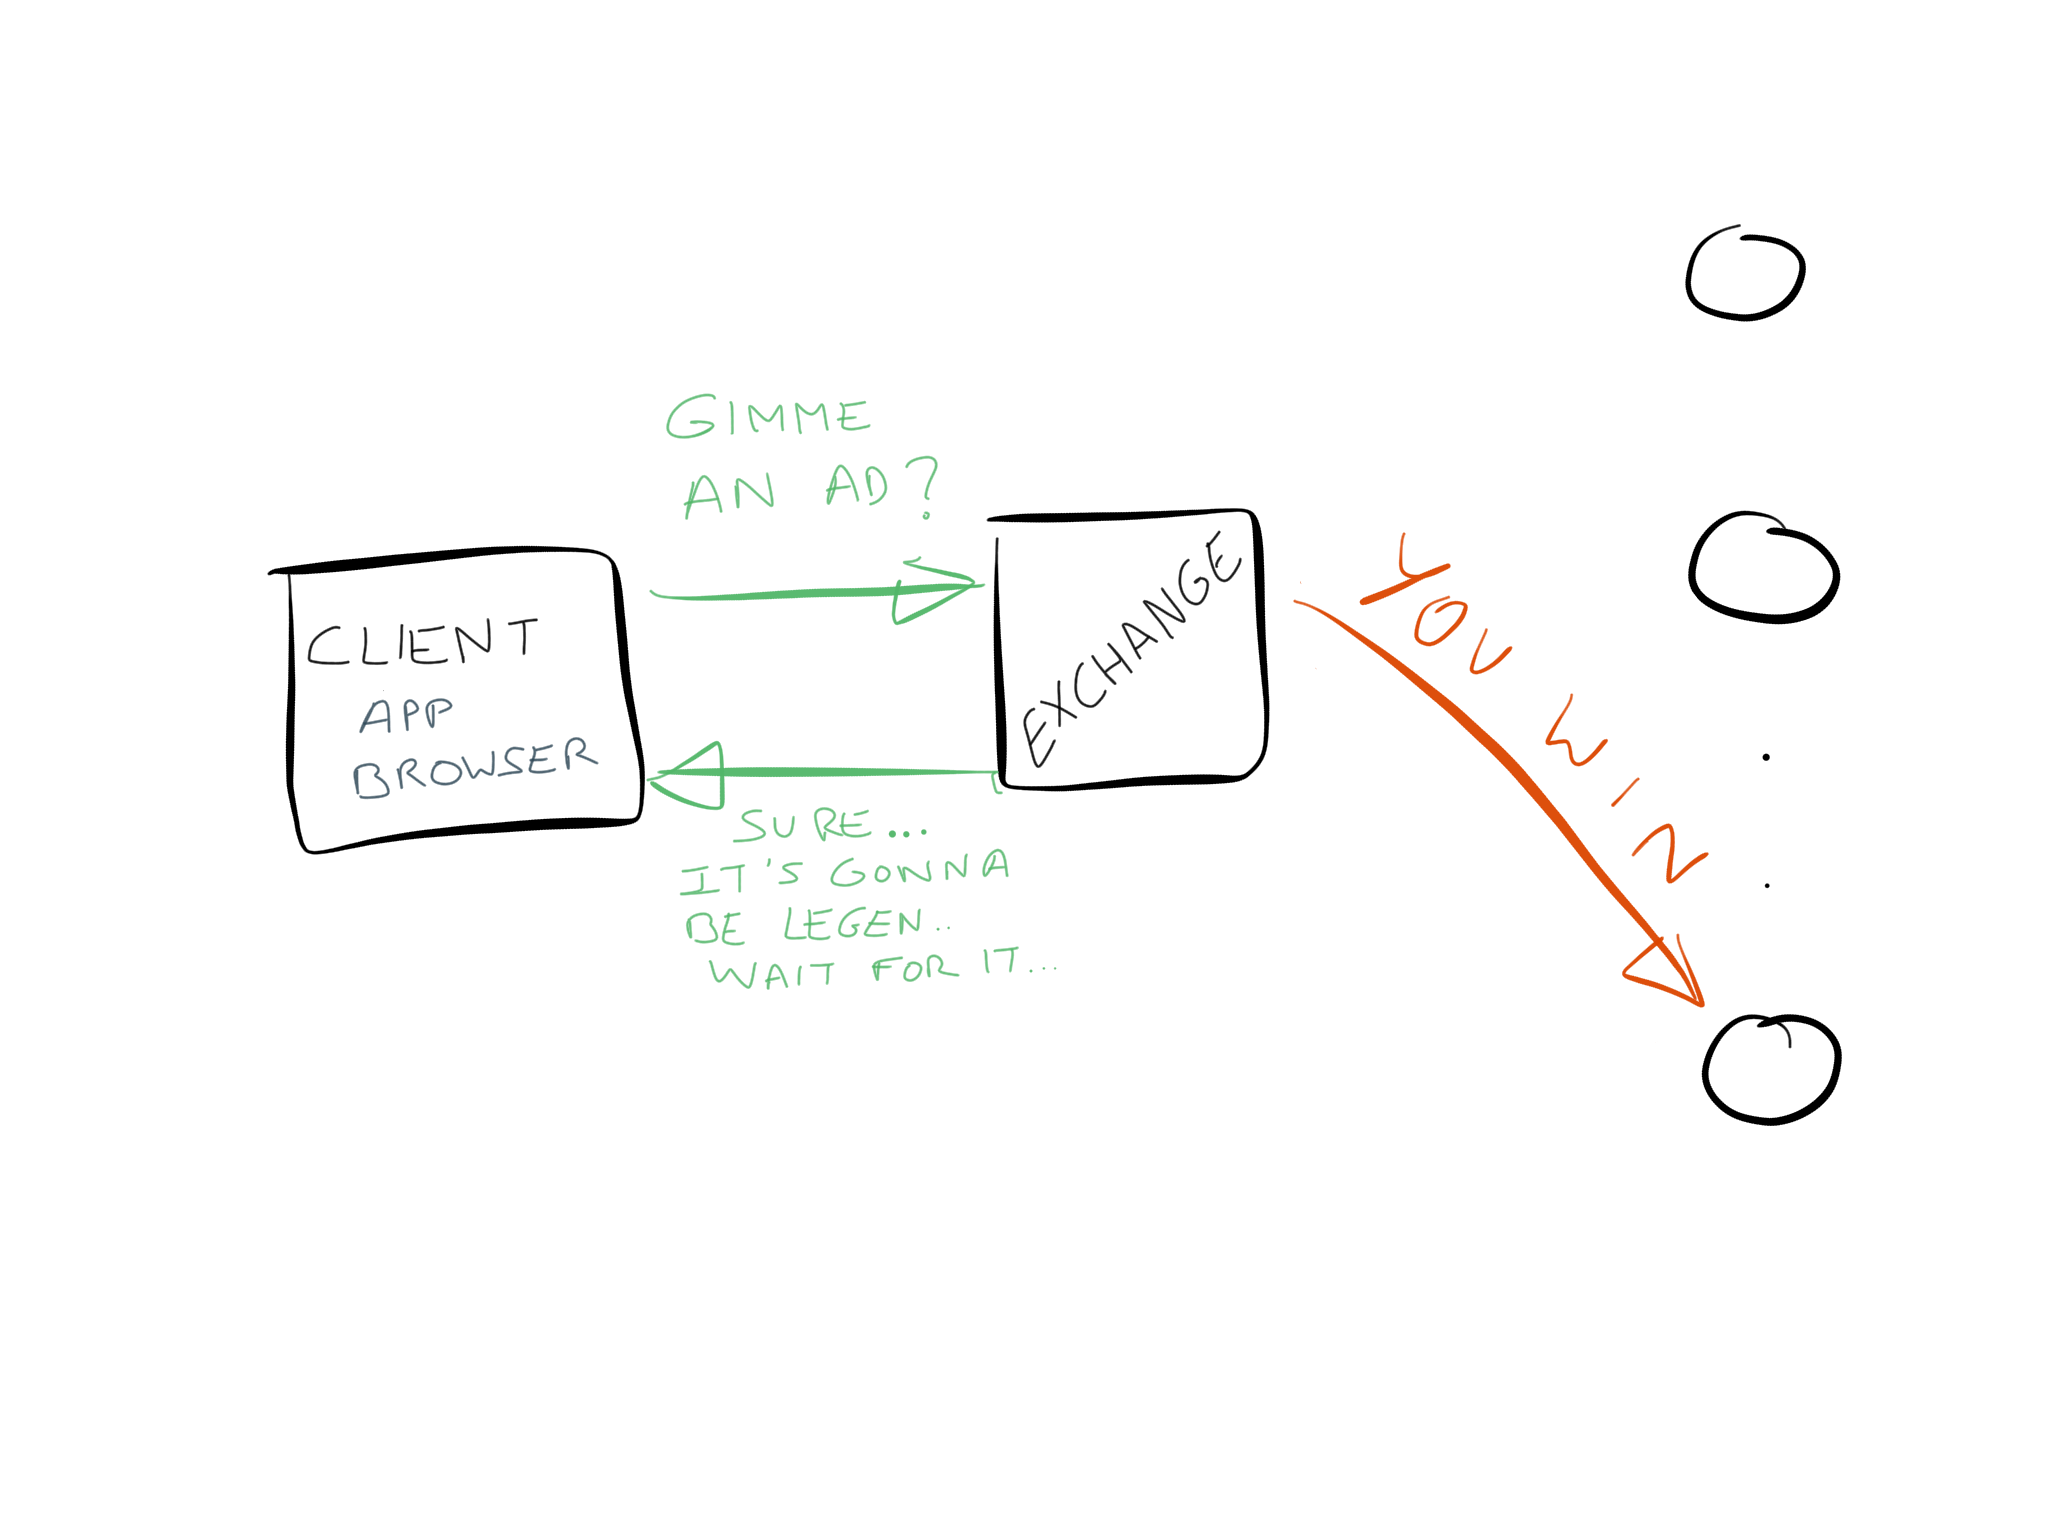 GIMME
AN AD?
CLIENT
APP
BROWSER
EXCHANGE
SURE...
IT'S GONNA
BE LEGEN..
WAIT FOR IT...
YOU WIN